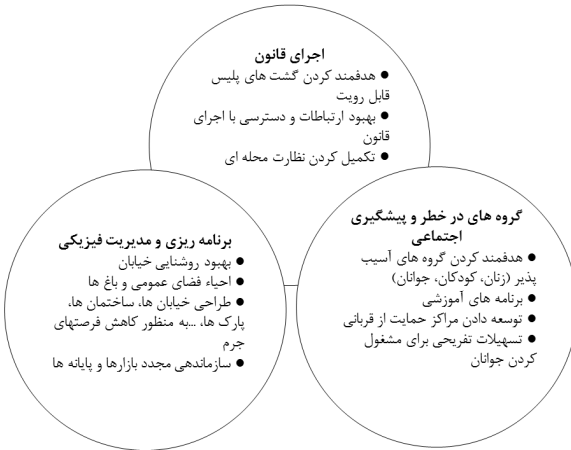 اجرای قانون
● هدفمند کردن گشت های پلیس
قابل رویت
● بهبود ارتباطات و دسترسی با اجرای
قانون
● تکمیل کردن نظارت محله ای
گروه های در خطر و پیشگیری
اجتماعی
● هدفمند کردن گروه های آسیب
پذیر (زنان، کودکان، جوانان)
● برنامه های آموزشی
● توسعه دادن مراکز حمایت از قربانی
● تسهیلات تفریحی برای مشغول
کردن جوانان
برنامه ریزی و مدیریت فیزیکی
● بهبود روشنایی خیابان
● احیاء فضای عمومی و باغ ها
● طراحی خیابان ها، ساختمان ها،
پارک ها، ...به منظور کاهش فرصتهای
جرم
● سازماندهی مجدد بازارها و پایانه ها